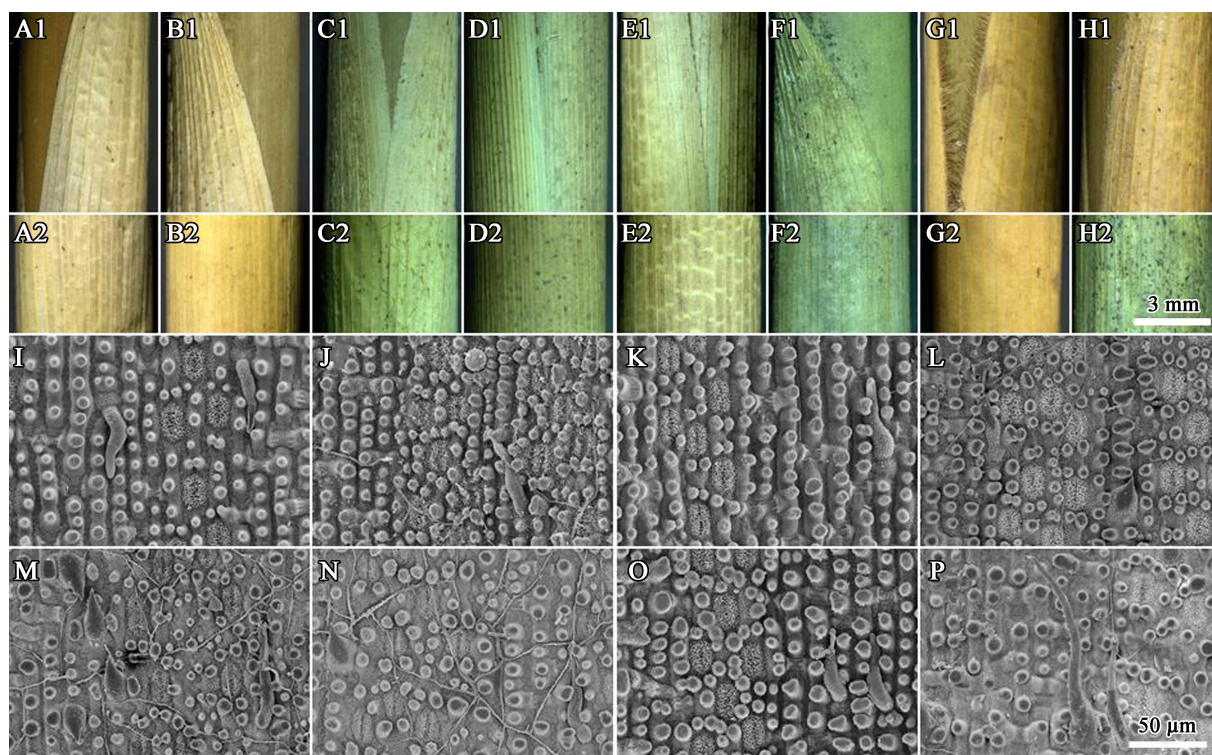 A1 B1 C1 D1 E1 F1 G1 H1
A2 B2 C2 D2 E2 F2 G2 H2
3 mm
I J K L
M N O P
50 µm